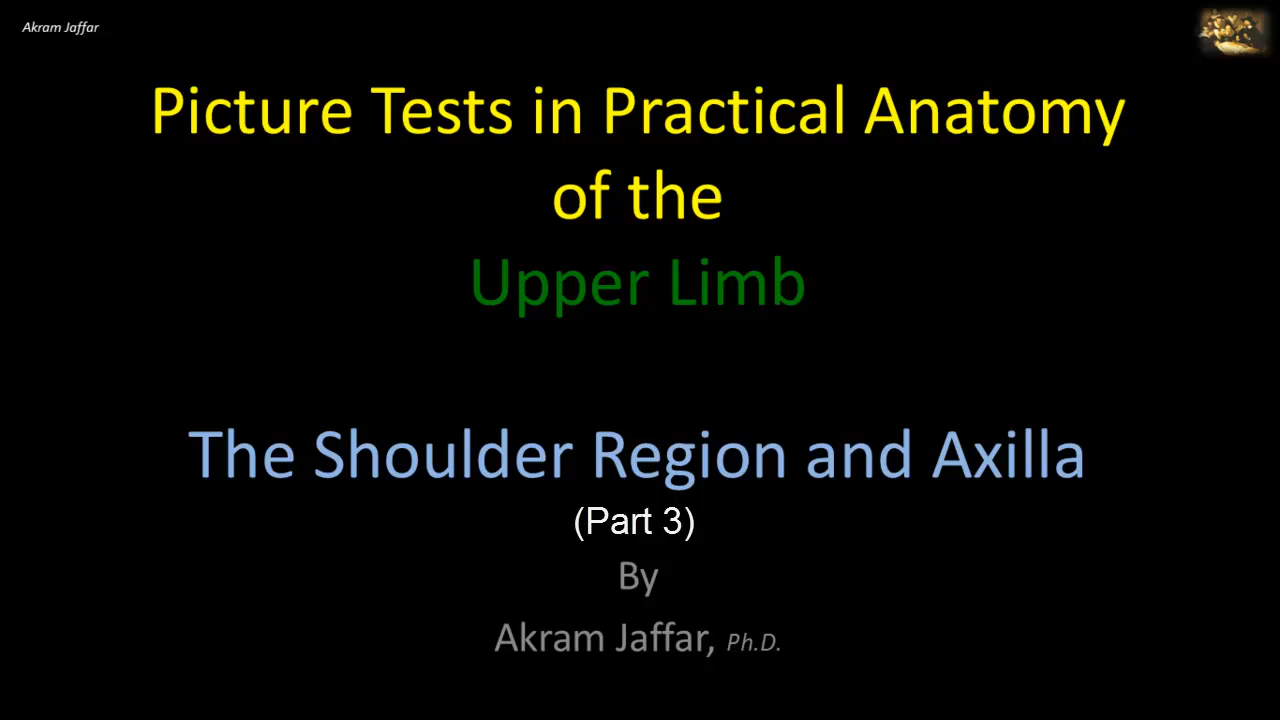 Akram Jaffar
Picture Tests in Practical Anatomy
of the
Upper Limb
The Shoulder Region and Axilla
(Part 3)
By
Akram Jaffar, Ph.D.